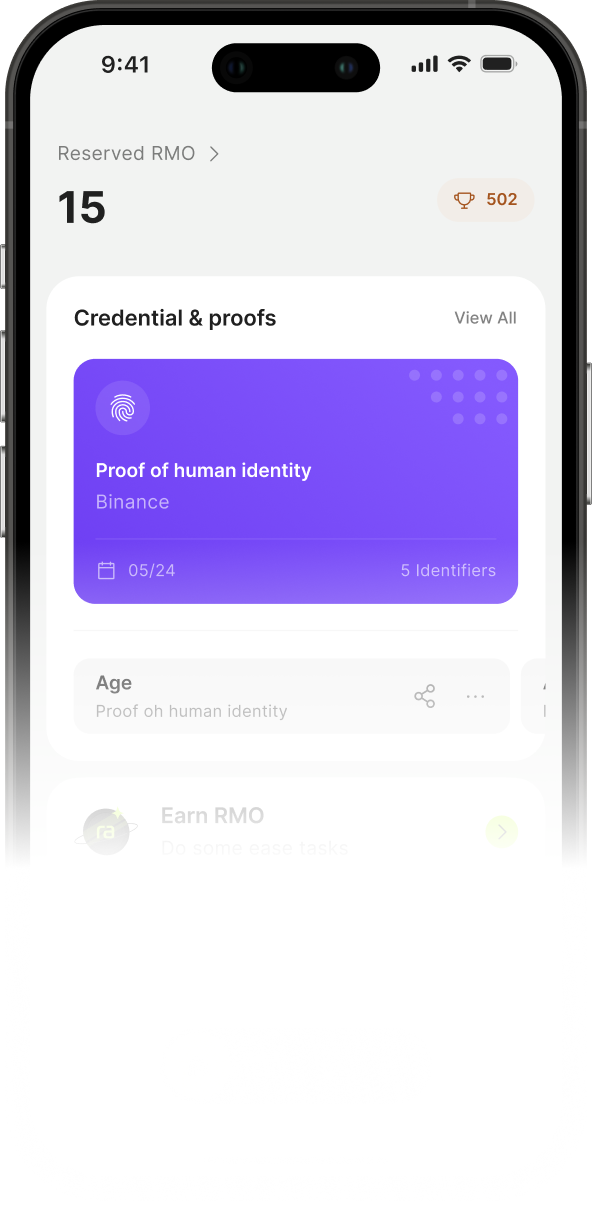 9:41
Reserved RMO
15
502
Credential & proofs
View All
Proof of human identity
Binance
05/24
5 Identifiers
Age
Proof oh human identity
Earn RMO
ra
Do some ease tasks